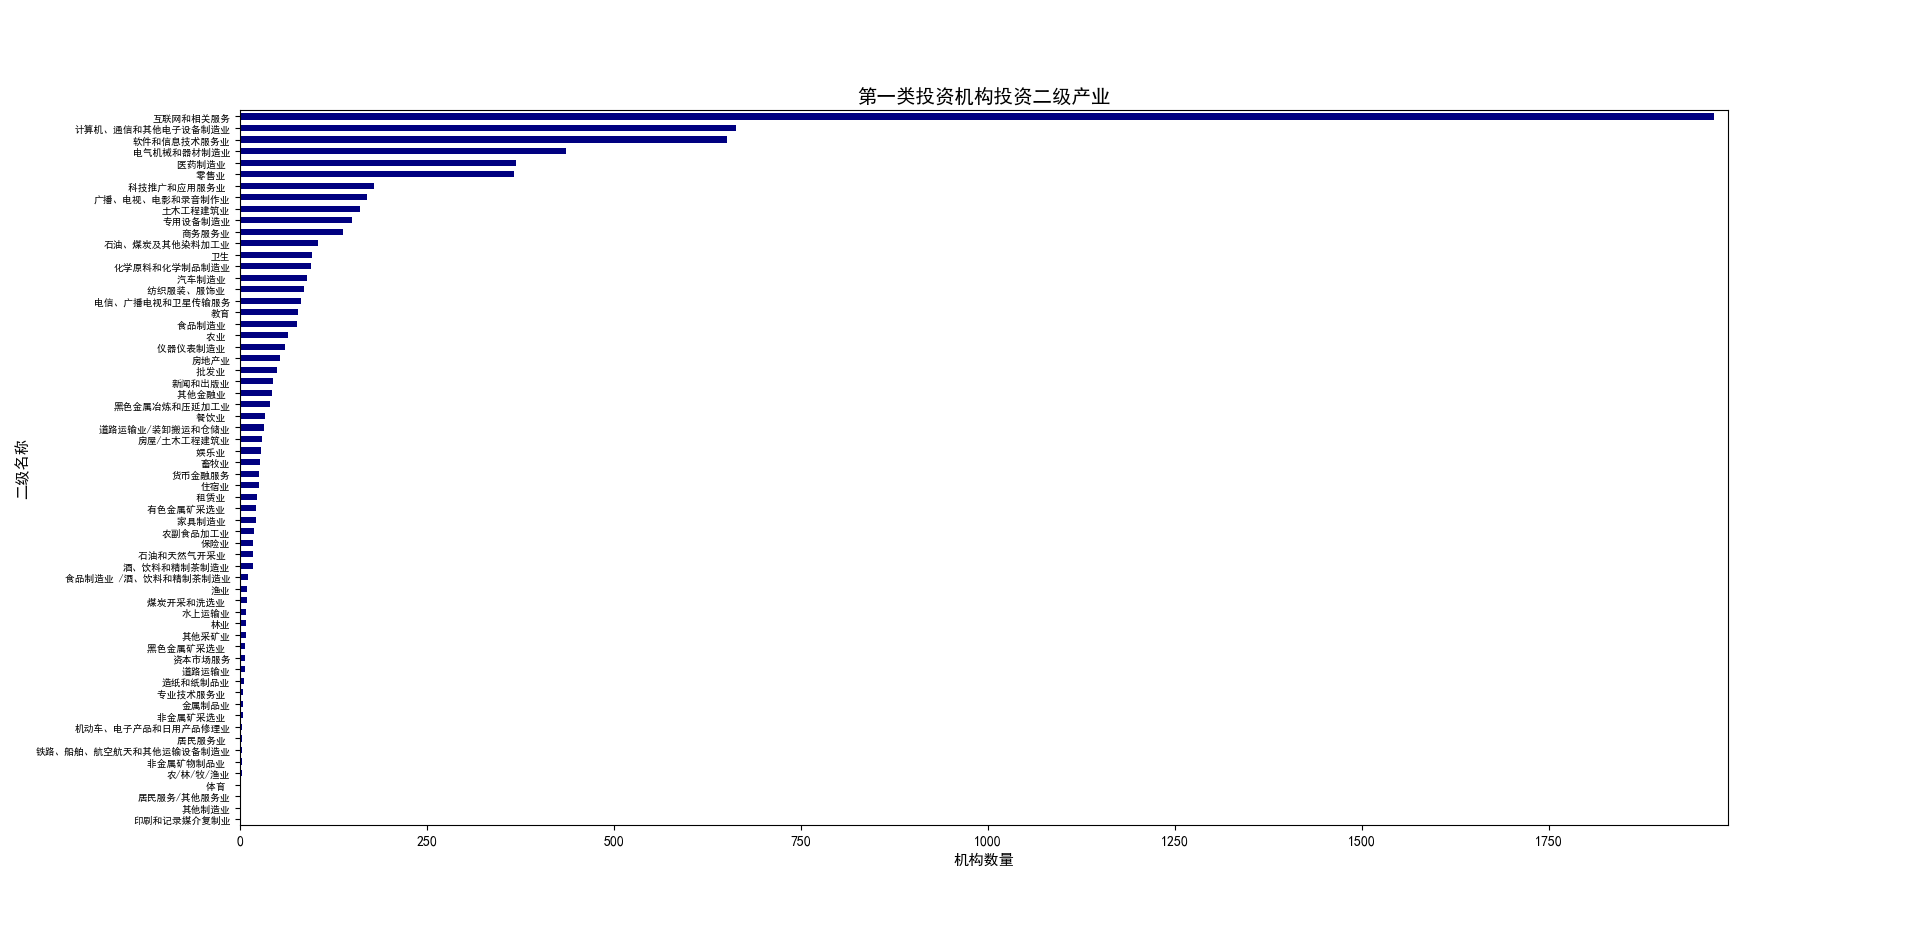 第一类投资机构投资二级产业
二级名称
互联网和相关服务
计算机、通信和其他电子设备制造业
软件和信息技术服务业
电气机械和器材制造业
医药制造业
零售业
科技推广和应用服务业
广播、电视、电影和录音制作业
土木工程建筑业
专用设备制造业
商务服务业
石油、煤炭及其他染料加工业
卫生
化学原料和化学制品制造业
汽车制造业
纺织服装、服饰业
电信、广播电视和卫星传输服务
教育
食品制造业
农业
仪器仪表制造业
房地产业
批发业
新闻和出版业
其他金融业
黑色金属冶炼和压延加工业
餐饮业
道路运输业/装卸搬运和仓储业
房屋/土木工程建筑业
娱乐业
畜牧业
货币金融服务
住宿业
租赁业
有色金属矿采选业
家具制造业
农副食品加工业
保险业
石油和天然气开采业
酒、饮料和精制茶制造业
食品制造业 /酒、饮料和精制茶制造业
渔业
煤炭开采和洗选业
水上运输业
林业
其他采矿业
黑色金属矿采选业
资本市场服务
道路运输业
造纸和纸制品业
专业技术服务业
金属制品业
非金属矿采选业
机动车、电子产品和日用产品修理业
居民服务业
铁路、船舶、航空航天和其他运输设备制造业
非金属矿物制品业
农/林/牧/渔业
体育
居民服务/其他服务业
其他制造业
印刷和记录媒介复制业
0 250 500 750 1000 1250 1500 1750
机构数量